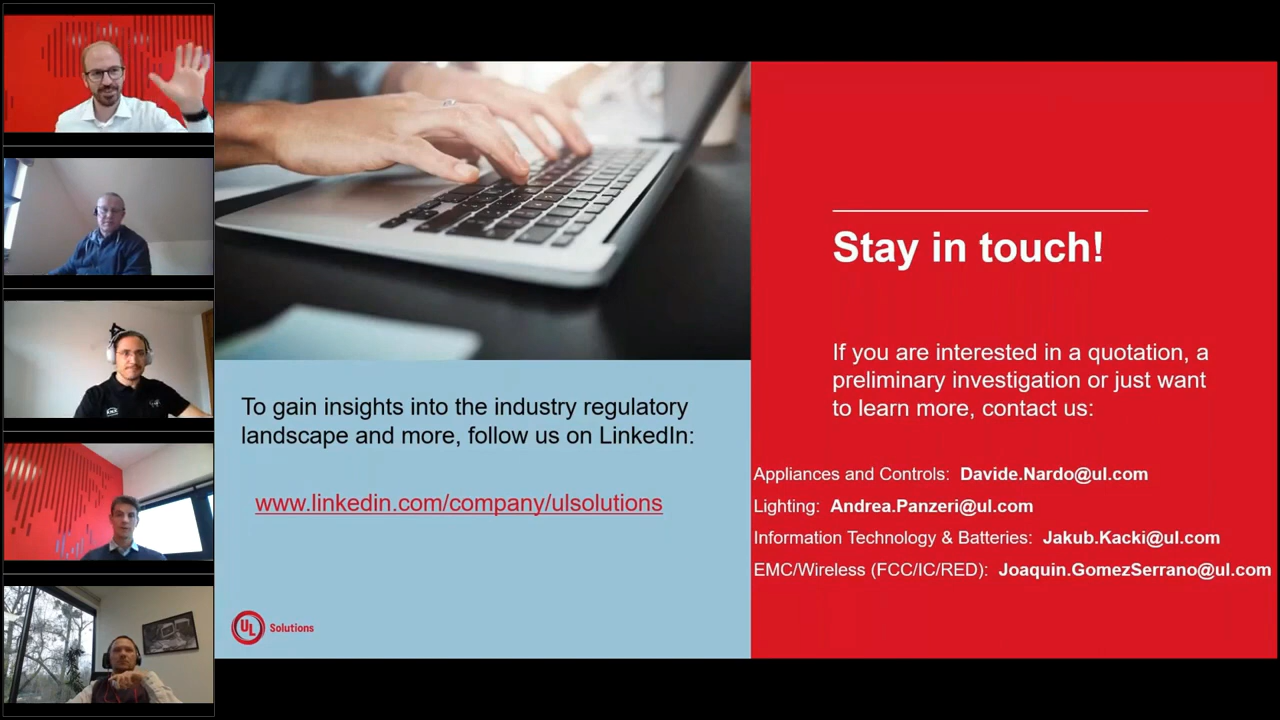 Stay in touch!
If you are interested in a quotation, a
preliminary investigation or just want
to learn more, contact us:
To gain insights into the industry regulatory
landscape and more, follow us on LinkedIn:
www.linkedin.com/company/ulsolutions
Appliances and Controls: Davide.Nardo@ul.com
Lighting: Andrea.Panzeri@ul.com
Information Technology & Batteries: Jakub.Kacki@ul.com
EMC/Wireless (FCC/IC/RED): Joaquin.GomezSerrano@ul.com
UL Solutions